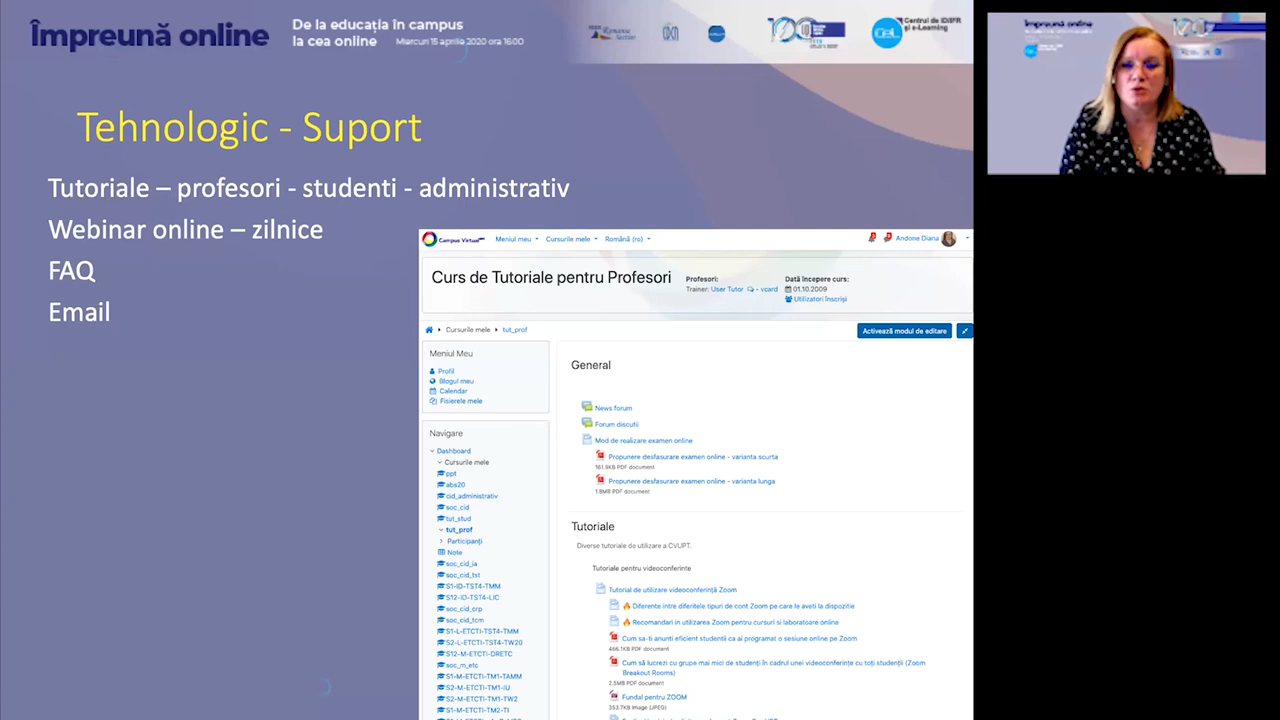 Împreună online
De la educația în campus
la cea online Miercuri 15 aprilie 2020 ora 16:00
Centrul de ID/IFR
și e-Learning
CeL
Tehnologic - Suport
Tutoriale – profesori - studenti - administrativ
Webinar online – zilnice
FAQ
Email
Campus Virtual
Meniul meu
Cursurile mele
Română (ro)
Andone Diana
Curs de Tutoriale pentru Profesori
Profesori:
Trainer: User Tutor - vcard
Dată începere curs:
01.10.2009
Utilizatori înscriși
Cursurile mele
tut_prof
Activează modul de editare
Meniul Meu
Profil
Blogul meu
Calendar
Fisierele mele
Navigare
Dashboard
Cursurile mele
ppt
abs20
cid_administrativ
soc_cid
tut_stud
tut_prof
Participanți
Note
soc_cid_ia
soc_cid_tst
S1-ID-TST4-TMM
S12-ID-TST4-LIC
soc_cid_crp
soc_cid_tcm
S1-L-ETCTI-TST4-TMM
S2-L-ETCTI-TST4-TW20
S12-M-ETCTI-ORETC
soc_m_etc
S1-M-ETCTI-TM1-TAMM
S2-M-ETCTI-TM1-IU
S2-M-ETCTI-TM1-TW2
S1-M-ETCTI-TM2-TI
General
News forum
Forum discutii
Mod de realizare examen online
Propunere desfasurare examen online - varianta scurta
161.9KB PDF document
Propunere desfasurare examen online - varianta lunga
1.8MB PDF document
Tutoriale
Diverse tutoriale de utilizare a CVUPT.
Tutoriale pentru videoconferinte
Tutorial de utilizare videoconferință Zoom
Diferente intre diferitele tipuri de cont Zoom pe care le aveti la dispozitie
Recomandari in utilizarea Zoom pentru cursuri si laboratoare online
Cum sa-ti anunti eficient studentii ca ai programat o sesiune online pe Zoom
466.1KB PDF document
Cum să lucrezi cu grupe mai mici de studenți în cadrul unei videoconferințe cu toți studenții (Zoom
Breakout Rooms)
2.5MB PDF document
Fundal pentru ZOOM
353.7KB Image (JPEG)